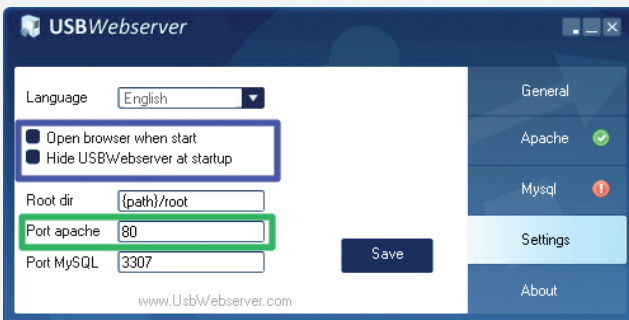 USBWebserver
Language English
Open browser when start
Hide USBWebserver at startup
Root dir {path}/root
Port apache 80
Port MySQL 3307
Save
www.UsbWebserver.com
General
Apache
Mysql
Settings
About